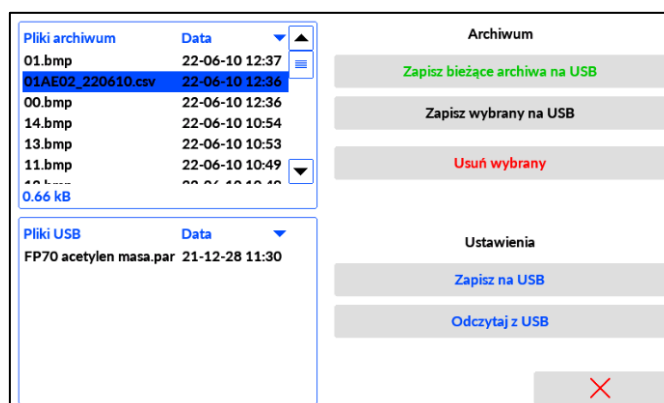 Pliki archiwum Data
01.bmp 22-06-10 12:37
01AE02_220610.csv 22-06-10 12:36
00.bmp 22-06-10 12:36
14.bmp 22-06-10 10:54
13.bmp 22-06-10 10:53
11.bmp 22-06-10 10:49
0.66 kB
Pliki USB Data
FP70 acetylen masa.par 21-12-28 11:30
Archiwum
Zapisz bieżące archiwa na USB
Zapisz wybrany na USB
Usuń wybrany
Ustawienia
Zapisz na USB
Odczytaj z USB